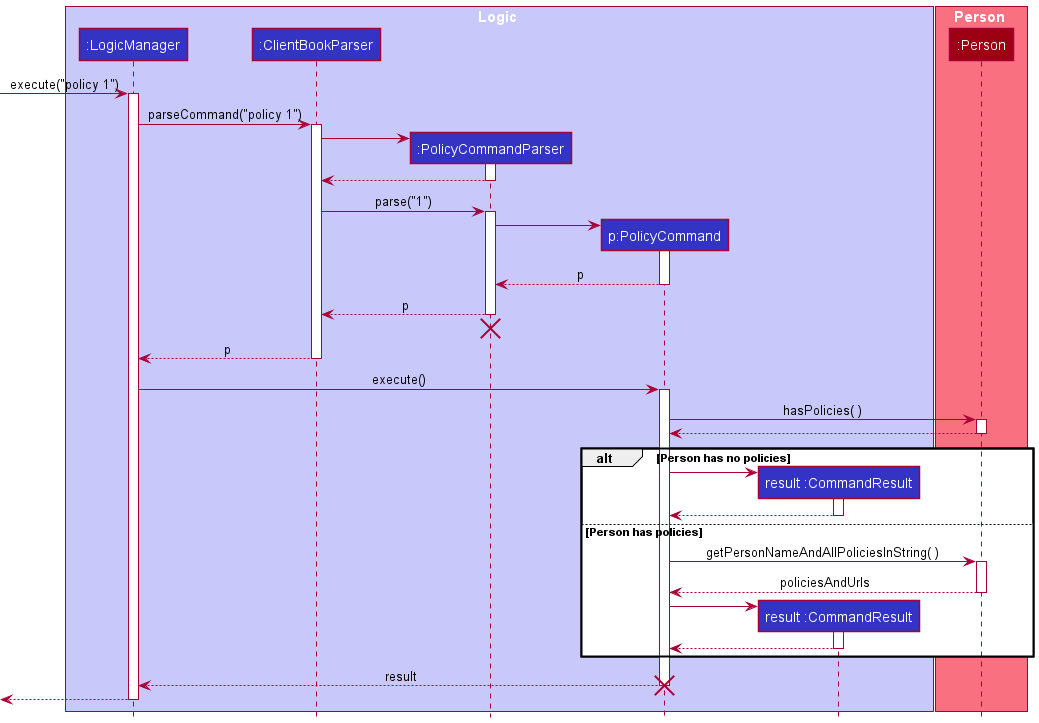 Logic
Person
:LogicManager
:ClientBookParser
:Person
execute("policy 1")
parseCommand("policy 1")
:PolicyCommandParser
parse("1")
p:PolicyCommand
p
p
p
execute()
hasPolicies( )
alt
[Person has no policies]
result :CommandResult
[Person has policies]
getPersonNameAndAllPoliciesInString( )
policiesAndUrls
result :CommandResult
result